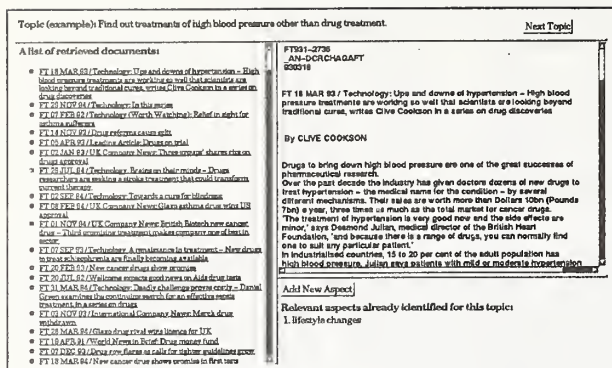 Topic (example): Find out treatments of high blood pressure other than drug treatment.
Next Topic
A list of retrieved documents:
FT 18 MAR 93 / Technology: Ups and downs of hypertension – High
blood pressure treatments are working so well that scientists are
looking beyond traditional cures, writes Clive Cookson in a series on
drug discoveries
FT 20 NOV 94 / Technology: In this series
FT 07 FEB 92 / Technology (Worth Watching): Relief in sight for
asthma sufferers
FT 14 NOV 92 / Drug reforms cause split
FT 06 APR 92 / Leading Article: Drugs on trial
FT 02 JAN 93 / UK Company News: Three groups' shares rise on
drugs approval
FT 28 JUL 94 / Technology: Brains on their minds – Drugs
researchers are seeking a stroke treatment that could transform
current therapy
FT 02 SEP 94 / Technology: Towards a cure for blindness
FT 08 FEB 94 / UK Company News: Glaxo asthma drug wins US
approval
FT 01 NOV 94 / UK Company News: British Biotech new cancer
drug – Third promising treatment makes company one of best in
sector
FT 07 SEP 93 / Technology: A renaissance in treatment – New drugs
to treat schizophrenia are finally becoming available
FT 20 FEB 93 / New cancer drugs show promise
FT 20 JUL 92 / Wellcome expects good news on Aids drug tests
FT 31 MAR 94 / Technology: Deadly challenge proves costly – Daniel
Green examines the continuing search for an effective sepsis
treatment, in a series on drugs
FT 03 NOV 93 / International Company News: Merck drug
withdrawn
FT 26 MAR 94 / Glaxo drug rival wins licence for UK
FT 19 APR 91 / World News in Brief: Drug money fund
FT 07 DEC 93 / Drug row flares as calls for tighter guidelines grow
FT 18 MAR 94 / New cancer drug shows promise in first tests
FT931-2736
_AN-DCRCHAGAFT
930318
FT 18 MAR 93 / Technology: Ups and downs of hypertension – High blood
pressure treatments are working so well that scientists are looking beyond
traditional cures, writes Clive Cookson in a series on drug discoveries
By CLIVE COOKSON
Drugs to bring down high blood pressure are one of the great successes of
pharmaceutical research.
Over the past decade the industry has given doctors dozens of new drugs to
treat hypertension – the medical name for the condition – by several
different mechanisms. Their sales are worth more than Dollars 10bn (Pounds
7bn) a year, three times as much as the total market for cancer drugs.
'The treatment of hypertension is very good now and the side effects are
minor,' says Desmond Julian, medical director of the British Heart
Foundation, 'and because there is a range of drugs, you can normally find
one to suit any particular patient.'
In industrialised countries, 15 to 20 per cent of the adult population has
high blood pressure. Julian says patients with mild or moderate hypertension
Add New Aspect
Relevant aspects already identified for this topic:
1. lifestyle changes